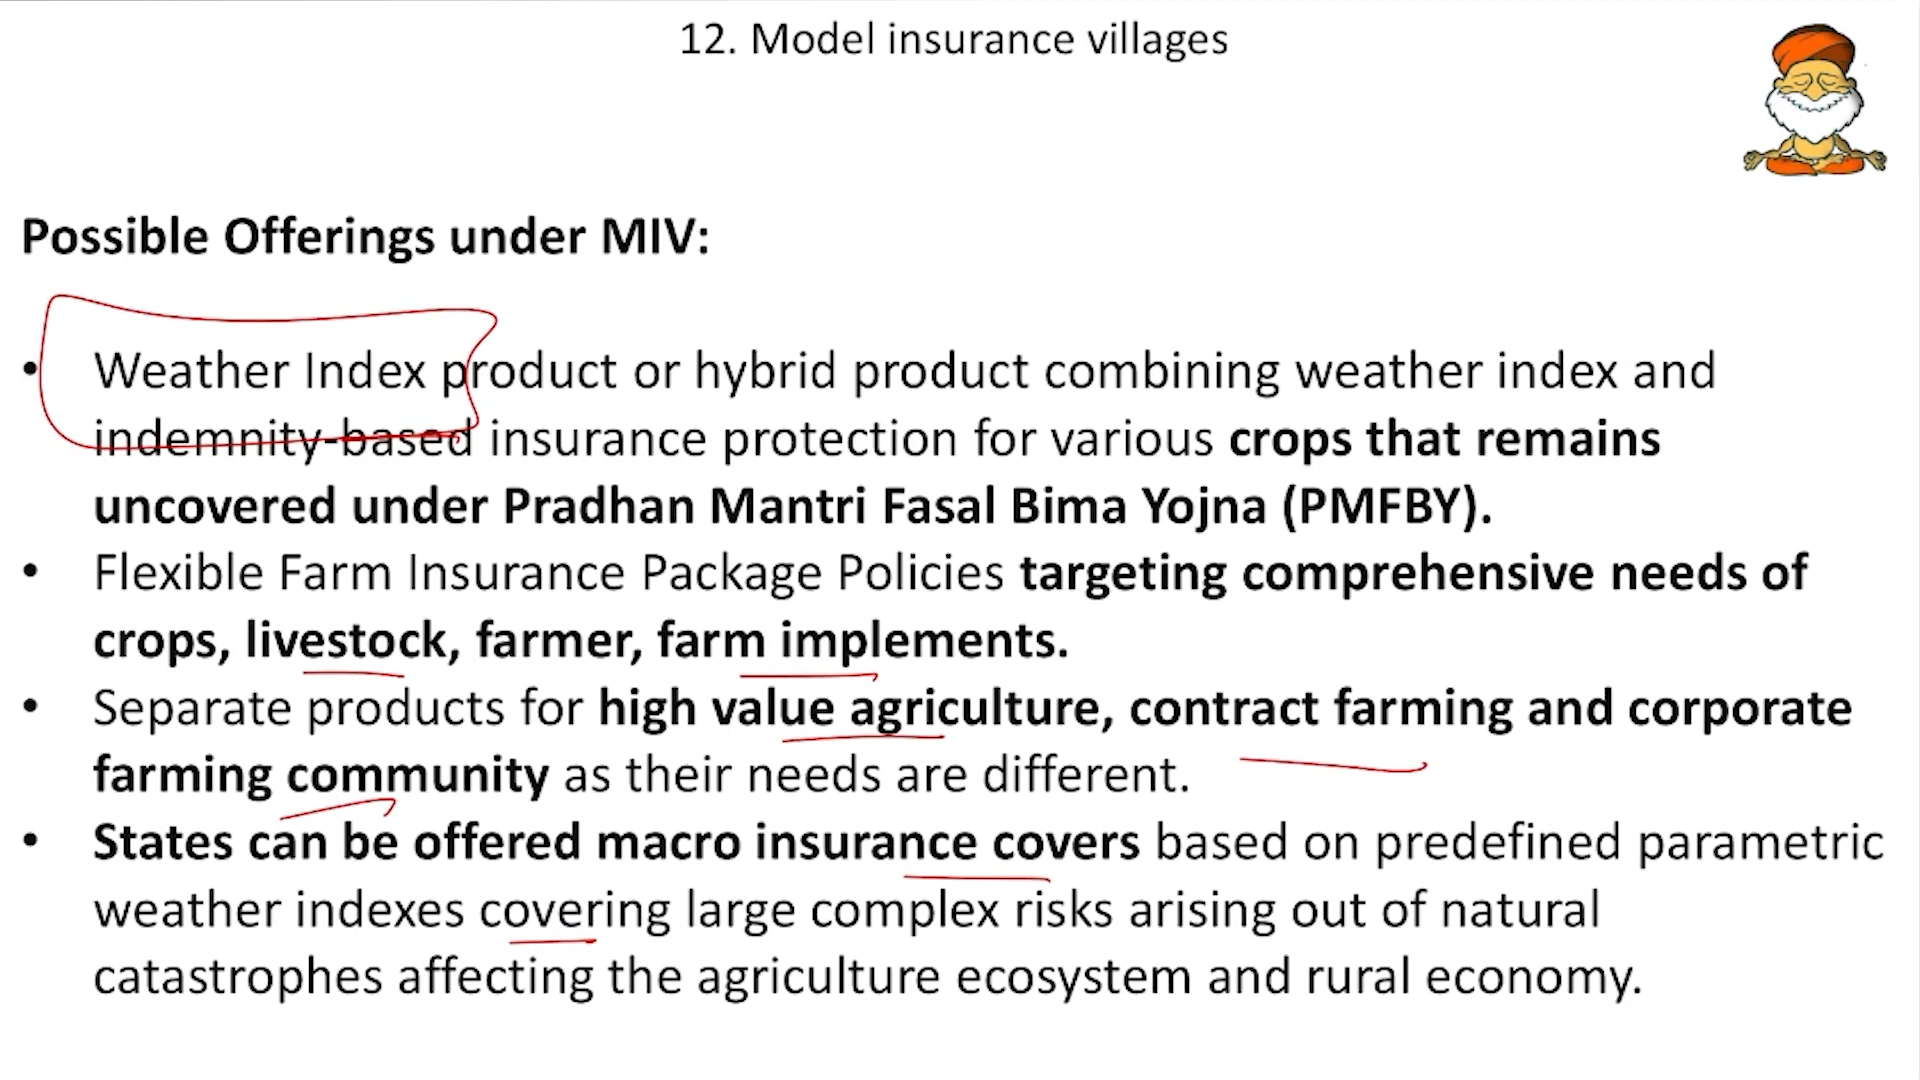 12. Model insurance villages
Possible Offerings under MIV:
• Weather Index product or hybrid product combining weather index and
indemnity-based insurance protection for various crops that remains
uncovered under Pradhan Mantri Fasal Bima Yojna (PMFBY).
• Flexible Farm Insurance Package Policies targeting comprehensive needs of
crops, livestock, farmer, farm implements.
• Separate products for high value agriculture, contract farming and corporate
farming community as their needs are different.
• States can be offered macro insurance covers based on predefined parametric
weather indexes covering large complex risks arising out of natural
catastrophes affecting the agriculture ecosystem and rural economy.